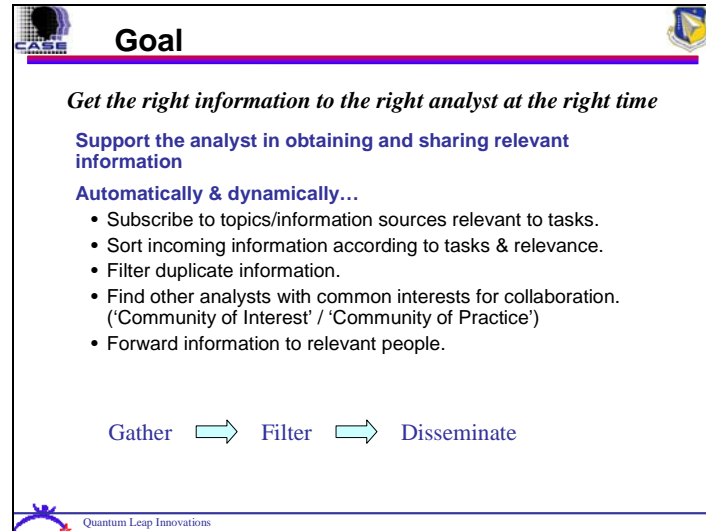 CASE
Goal
Get the right information to the right analyst at the right time
Support the analyst in obtaining and sharing relevant
information
Automatically & dynamically…
• Subscribe to topics/information sources relevant to tasks.
• Sort incoming information according to tasks & relevance.
• Filter duplicate information.
• Find other analysts with common interests for collaboration.
(‘Community of Interest’ / ‘Community of Practice’)
• Forward information to relevant people.
Gather Filter Disseminate
Quantum Leap Innovations